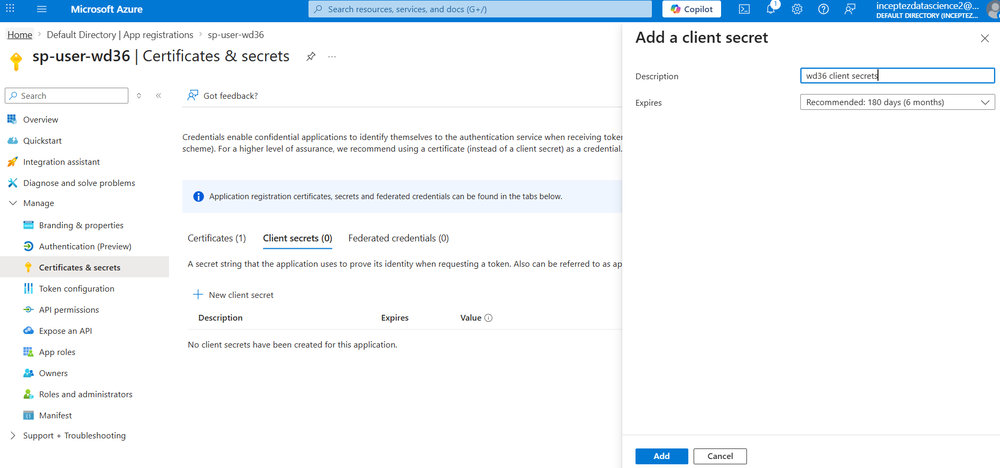 Microsoft Azure
Search resources, services, and docs (G+/)
Copilot
1
inceptezdatascience2@...
DEFAULT DIRECTORY (INCEPTEZ...
Home > Default Directory | App registrations > sp-user-wd36
sp-user-wd36 | Certificates & secrets
...
Search
Overview
Quickstart
Integration assistant
Diagnose and solve problems
Manage
Branding & properties
Authentication (Preview)
Certificates & secrets
Token configuration
API permissions
Expose an API
App roles
Owners
Roles and administrators
Manifest
Support + Troubleshooting
Got feedback?
Credentials enable confidential applications to identify themselves to the authentication service when receiving token
scheme). For a higher level of assurance, we recommend using a certificate (instead of a client secret) as a credential.
Application registration certificates, secrets and federated credentials can be found in the tabs below.
Certificates (1) Client secrets (0) Federated credentials (0)
A secret string that the application uses to prove its identity when requesting a token. Also can be referred to as ap
New client secret
Description Expires Value
No client secrets have been created for this application.
Add a client secret
Description wd36 client secrets
Expires Recommended: 180 days (6 months)
Add Cancel